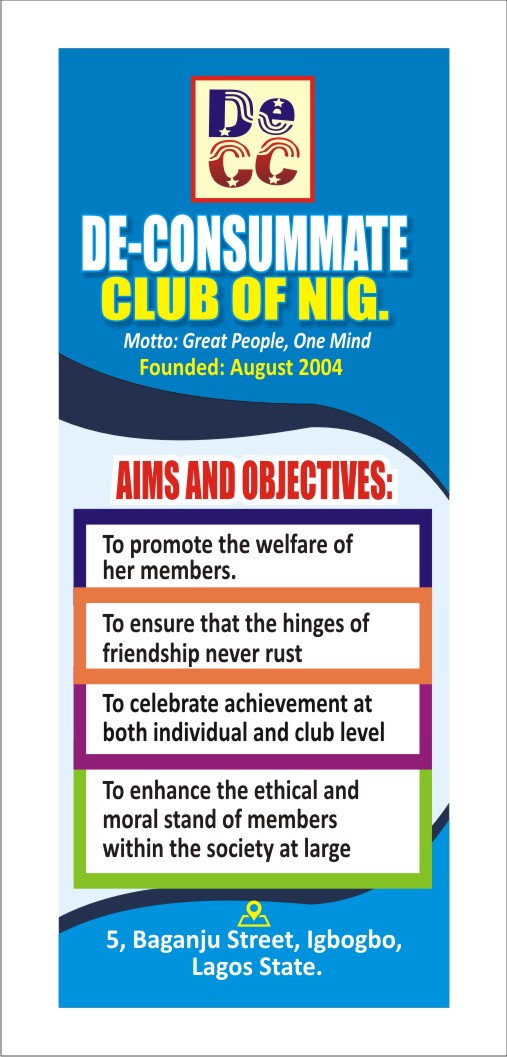 De
CC
DE-CONSUMMATE
CLUB OF NIG.
Motto: Great People, One Mind
Founded: August 2004
AIMS AND OBJECTIVES:
To promote the welfare of
her members.
To ensure that the hinges of
friendship never rust
To celebrate achievement at
both individual and club level
To enhance the ethical and
moral stand of members
within the society at large
5, Baganju Street, Igbogbo,
Lagos State.